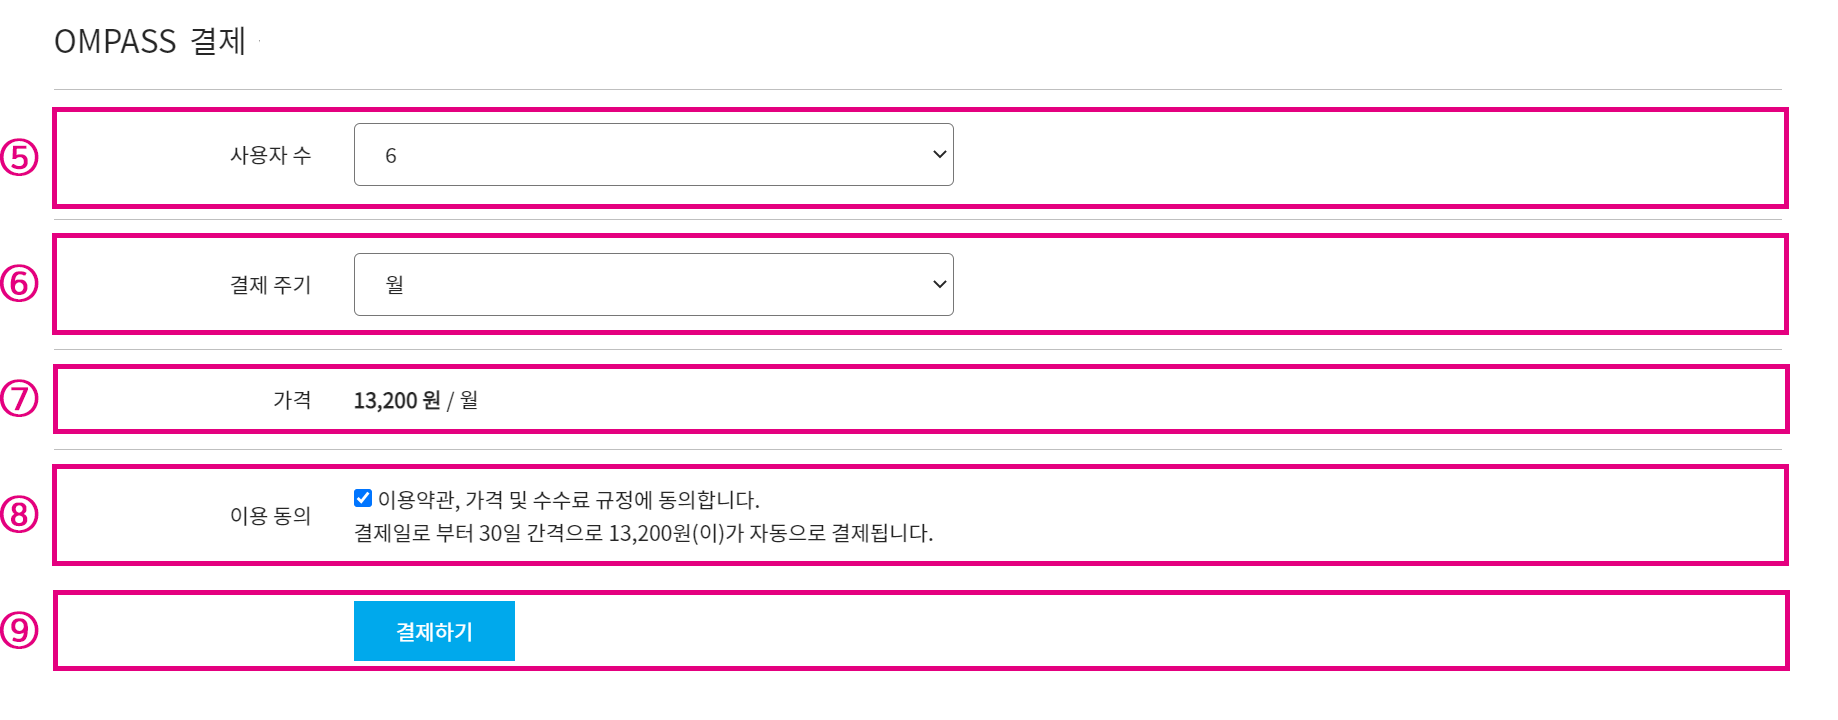 OMPASS 결제
⑤ 사용자 수 6
⑥ 결제 주기 월
⑦ 가격 13,200 원 / 월
⑧ 이용 동의 이용약관, 가격 및 수수료 규정에 동의합니다.
결제일로 부터 30일 간격으로 13,200원(이)가 자동으로 결제됩니다.
⑨ 결제하기